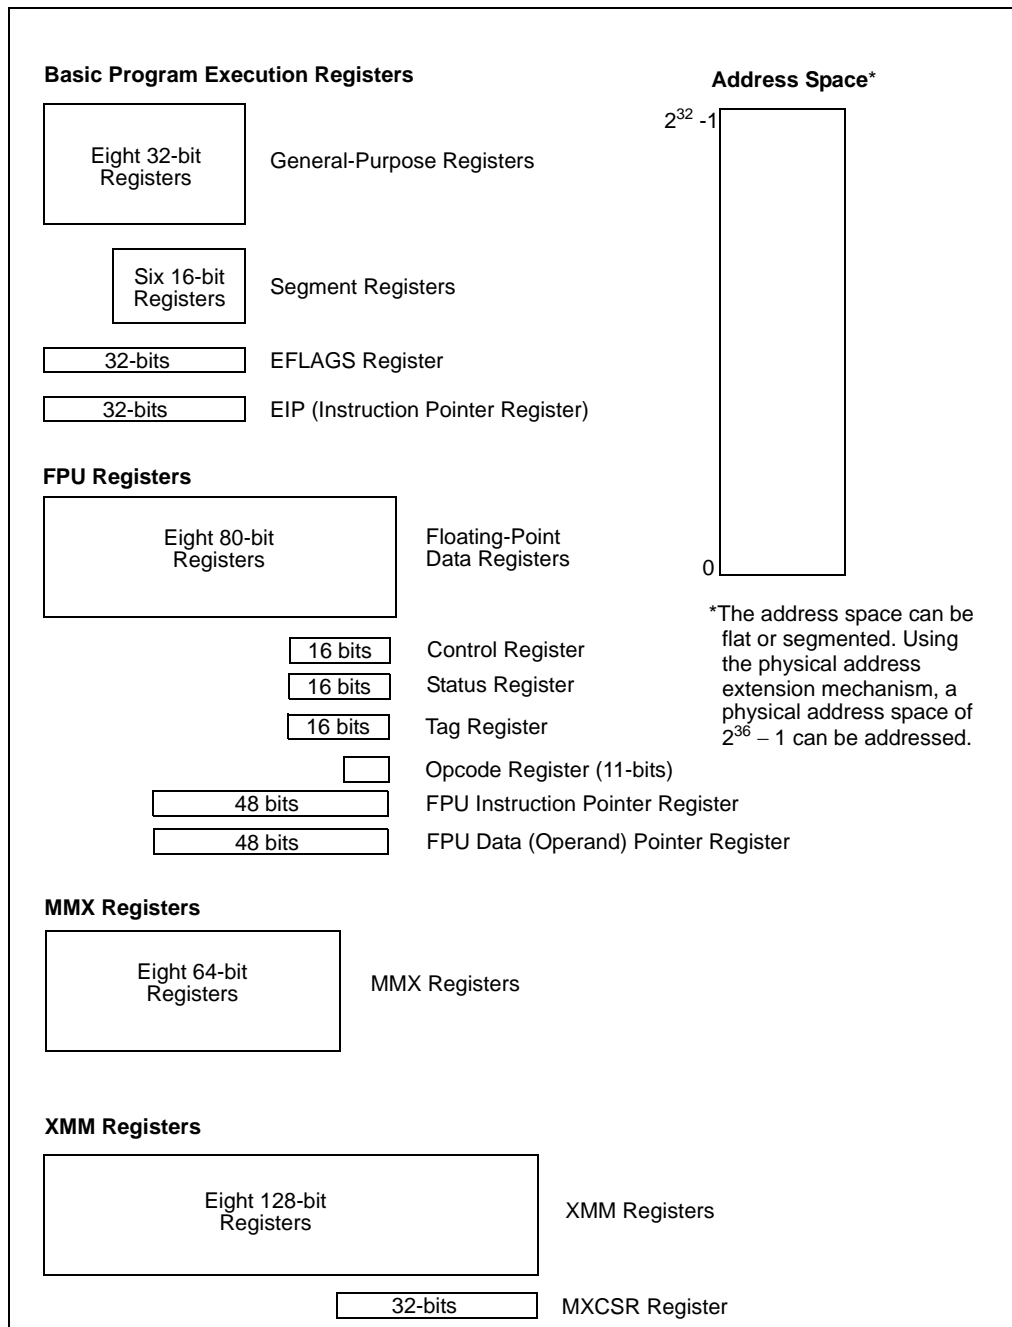 Basic Program Execution Registers
Eight 32-bit
Registers
General-Purpose Registers
Six 16-bit
Registers
Segment Registers
32-bits
EFLAGS Register
32-bits
EIP (Instruction Pointer Register)
Address Space*
2^32 -1
0
*The address space can be
flat or segmented. Using
the physical address
extension mechanism, a
physical address space of
2^36 – 1 can be addressed.
FPU Registers
Eight 80-bit
Registers
Floating-Point
Data Registers
16 bits
Control Register
16 bits
Status Register
16 bits
Tag Register
Opcode Register (11-bits)
48 bits
FPU Instruction Pointer Register
48 bits
FPU Data (Operand) Pointer Register
MMX Registers
Eight 64-bit
Registers
MMX Registers
XMM Registers
Eight 128-bit
Registers
XMM Registers
32-bits
MXCSR Register